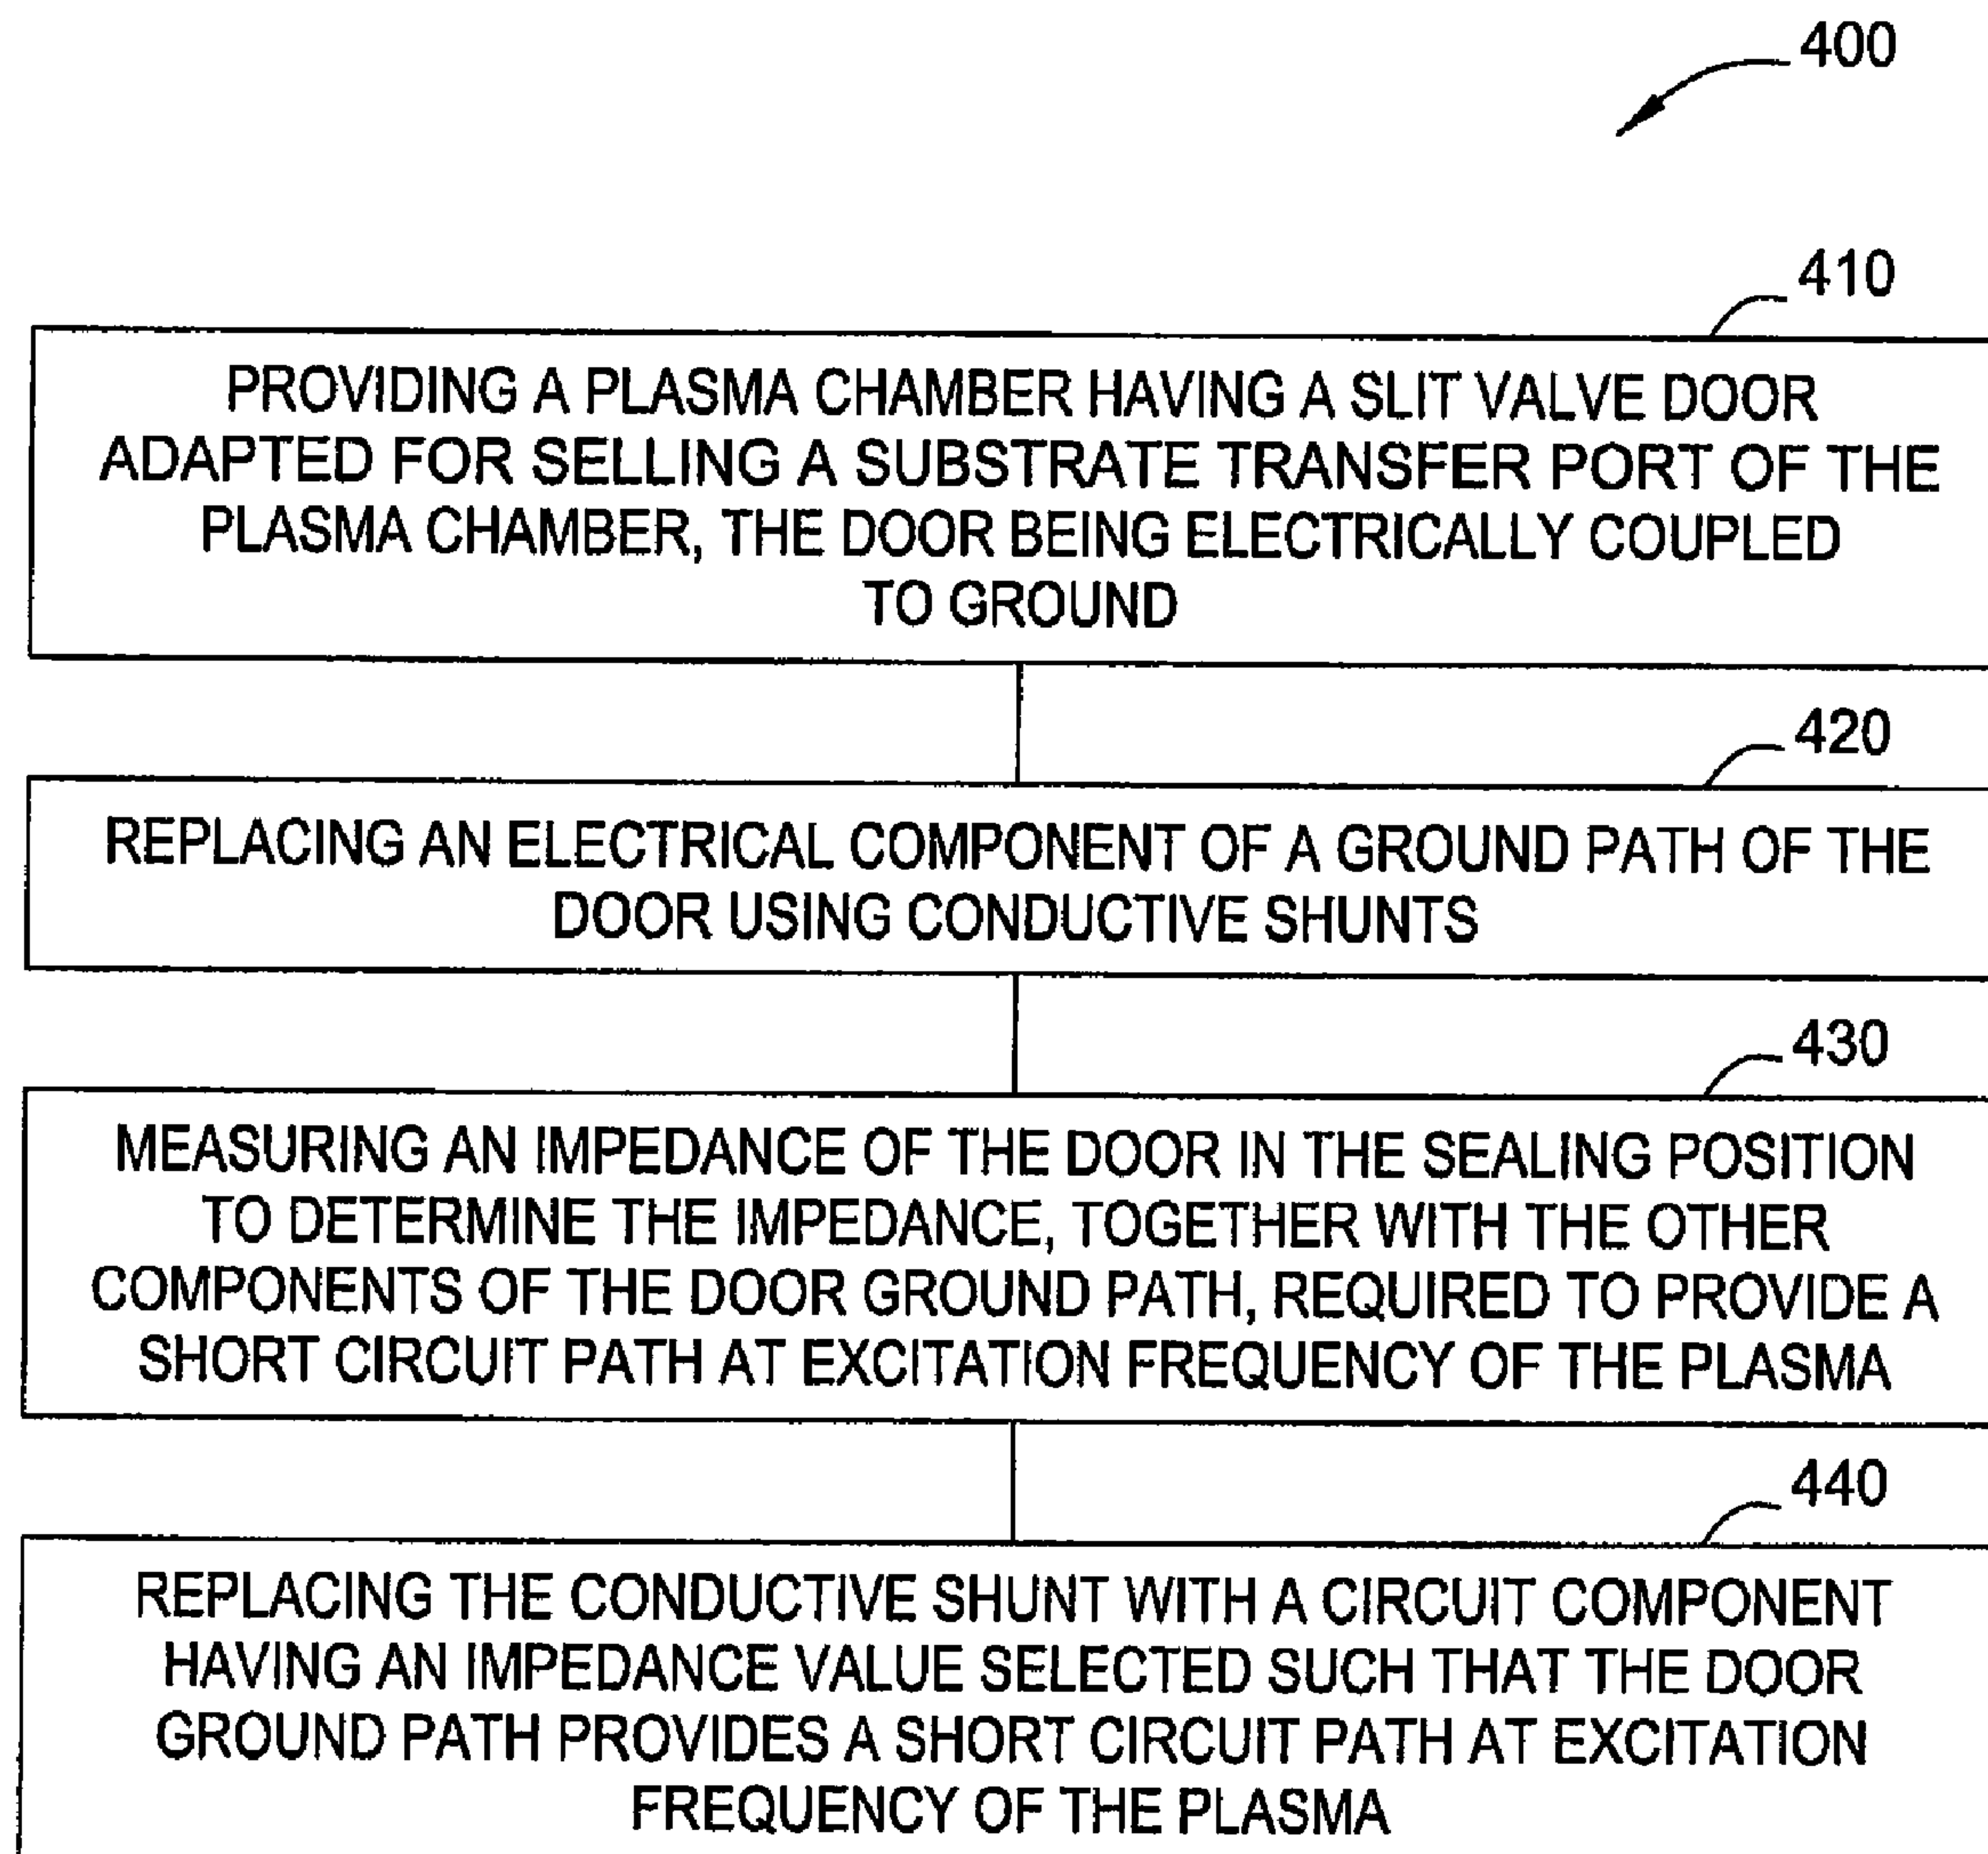 400
410
PROVIDING A PLASMA CHAMBER HAVING A SLIT VALVE DOOR
ADAPTED FOR SELLING A SUBSTRATE TRANSFER PORT OF THE
PLASMA CHAMBER, THE DOOR BEING ELECTRICALLY COUPLED
TO GROUND
420
REPLACING AN ELECTRICAL COMPONENT OF A GROUND PATH OF THE
DOOR USING CONDUCTIVE SHUNTS
430
MEASURING AN IMPEDANCE OF THE DOOR IN THE SEALING POSITION
TO DETERMINE THE IMPEDANCE, TOGETHER WITH THE OTHER
COMPONENTS OF THE DOOR GROUND PATH, REQUIRED TO PROVIDE A
SHORT CIRCUIT PATH AT EXCITATION FREQUENCY OF THE PLASMA
440
REPLACING THE CONDUCTIVE SHUNT WITH A CIRCUIT COMPONENT
HAVING AN IMPEDANCE VALUE SELECTED SUCH THAT THE DOOR
GROUND PATH PROVIDES A SHORT CIRCUIT PATH AT EXCITATION
FREQUENCY OF THE PLASMA